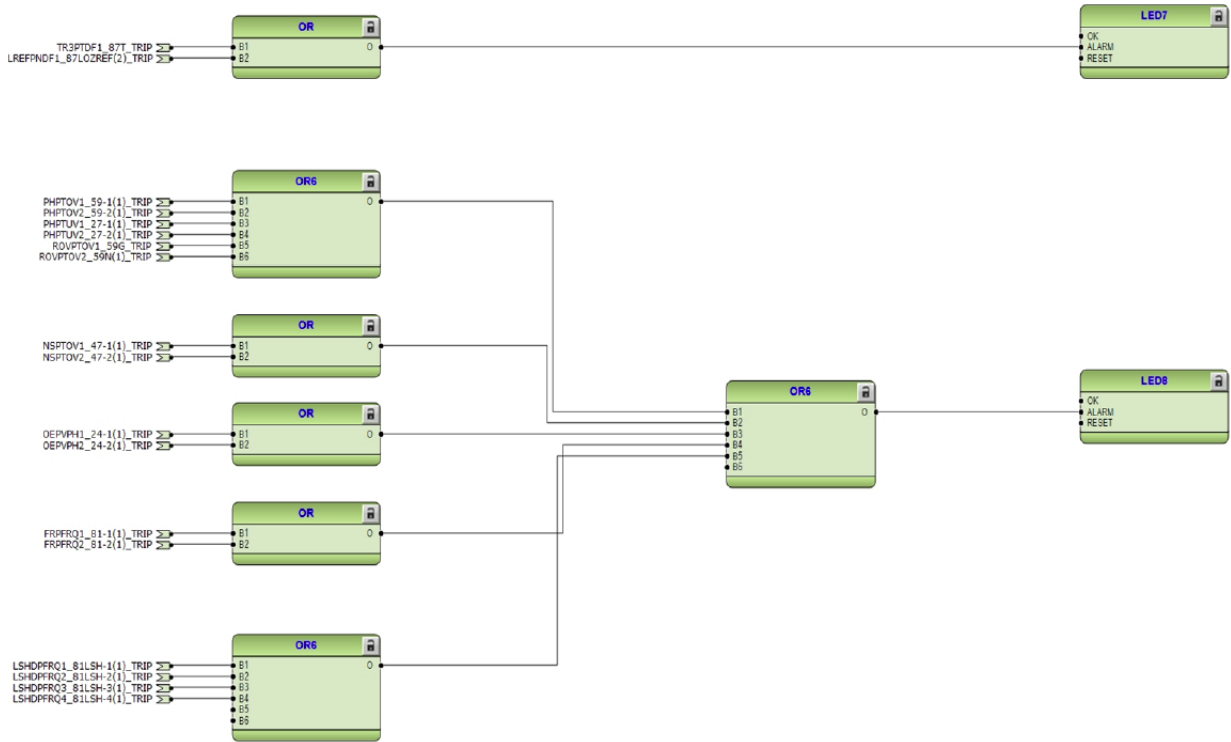 OR
TR3PTDF1_87T_TRIP B1 O
LREFPNDF1_87LOZREF(2)_TRIP B2
LED7
OK
ALARM
RESET
OR6
PHPTOV1_59-1(1)_TRIP B1 O
PHPTOV2_59-2(1)_TRIP B2
PHPTUV1_27-1(1)_TRIP B3
PHPTUV2_27-2(1)_TRIP B4
ROVPTOV1_59G_TRIP B5
ROVPTOV2_59N(1)_TRIP B6
OR
NSPTOV1_47-1(1)_TRIP B1 O
NSPTOV2_47-2(1)_TRIP B2
OR
OEPVPH1_24-1(1)_TRIP B1 O
OEPVPH2_24-2(1)_TRIP B2
OR6
B1 O
B2
B3
B4
B5
B6
LED8
OK
ALARM
RESET
OR
FRPFRQ1_81-1(1)_TRIP B1 O
FRPFRQ2_81-2(1)_TRIP B2
OR6
LSHDPFRQ1_81LSH-1(1)_TRIP B1 O
LSHDPFRQ2_81LSH-2(1)_TRIP B2
LSHDPFRQ3_81LSH-3(1)_TRIP B3
LSHDPFRQ4_81LSH-4(1)_TRIP B4
B5
B6